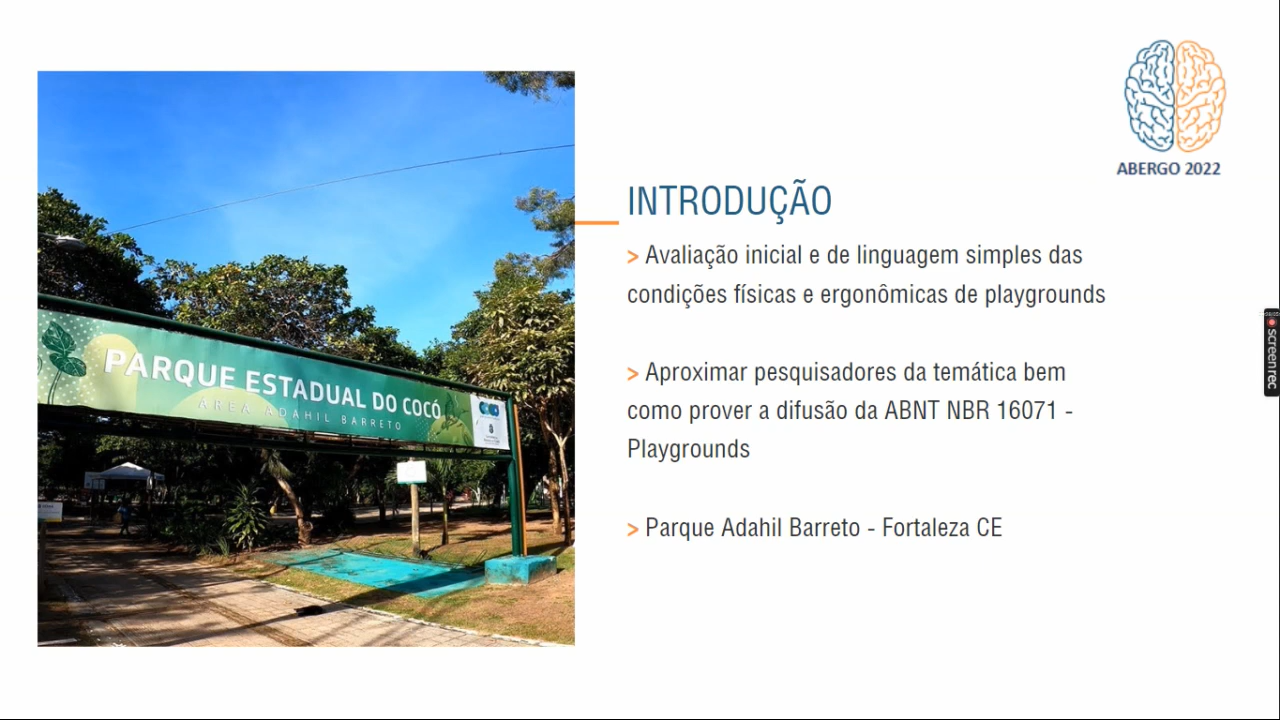 ABERGO 2022
INTRODUÇÃO
> Avaliação inicial e de linguagem simples das
condições físicas e ergonômicas de playgrounds
> Aproximar pesquisadores da temática bem
como prover a difusão da ABNT NBR 16071 -
Playgrounds
> Parque Adahil Barreto - Fortaleza CE
PARQUE ESTADUAL DO COCÓ
ÁREA ADAHIL BARRETO
screenrec